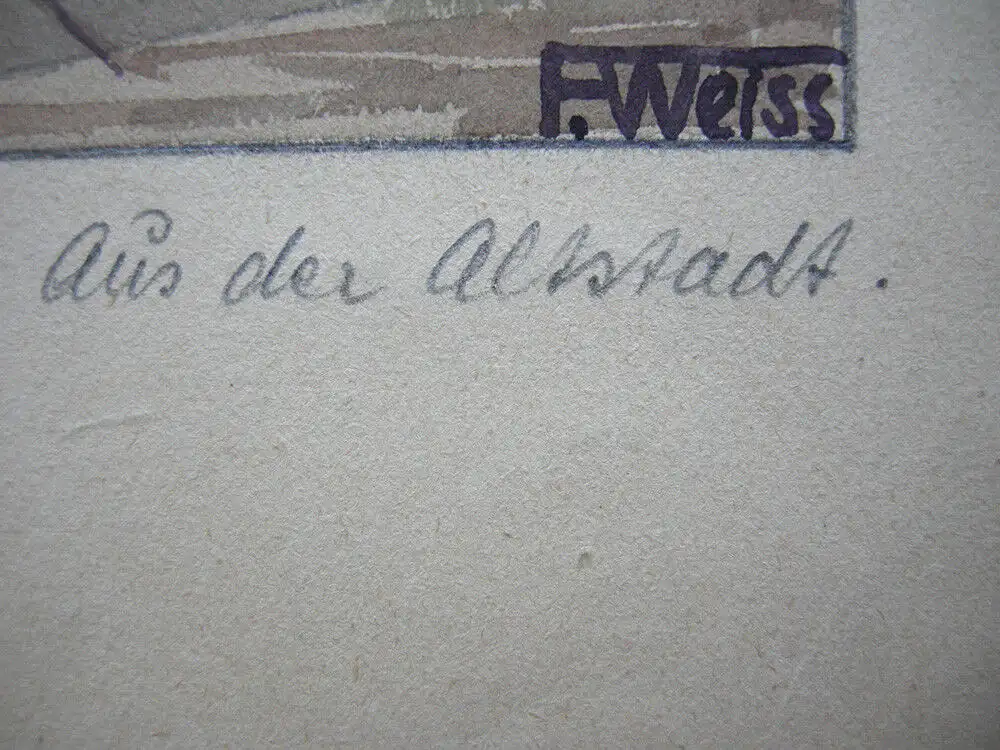 F. Weiss
Aus der Altstadt.